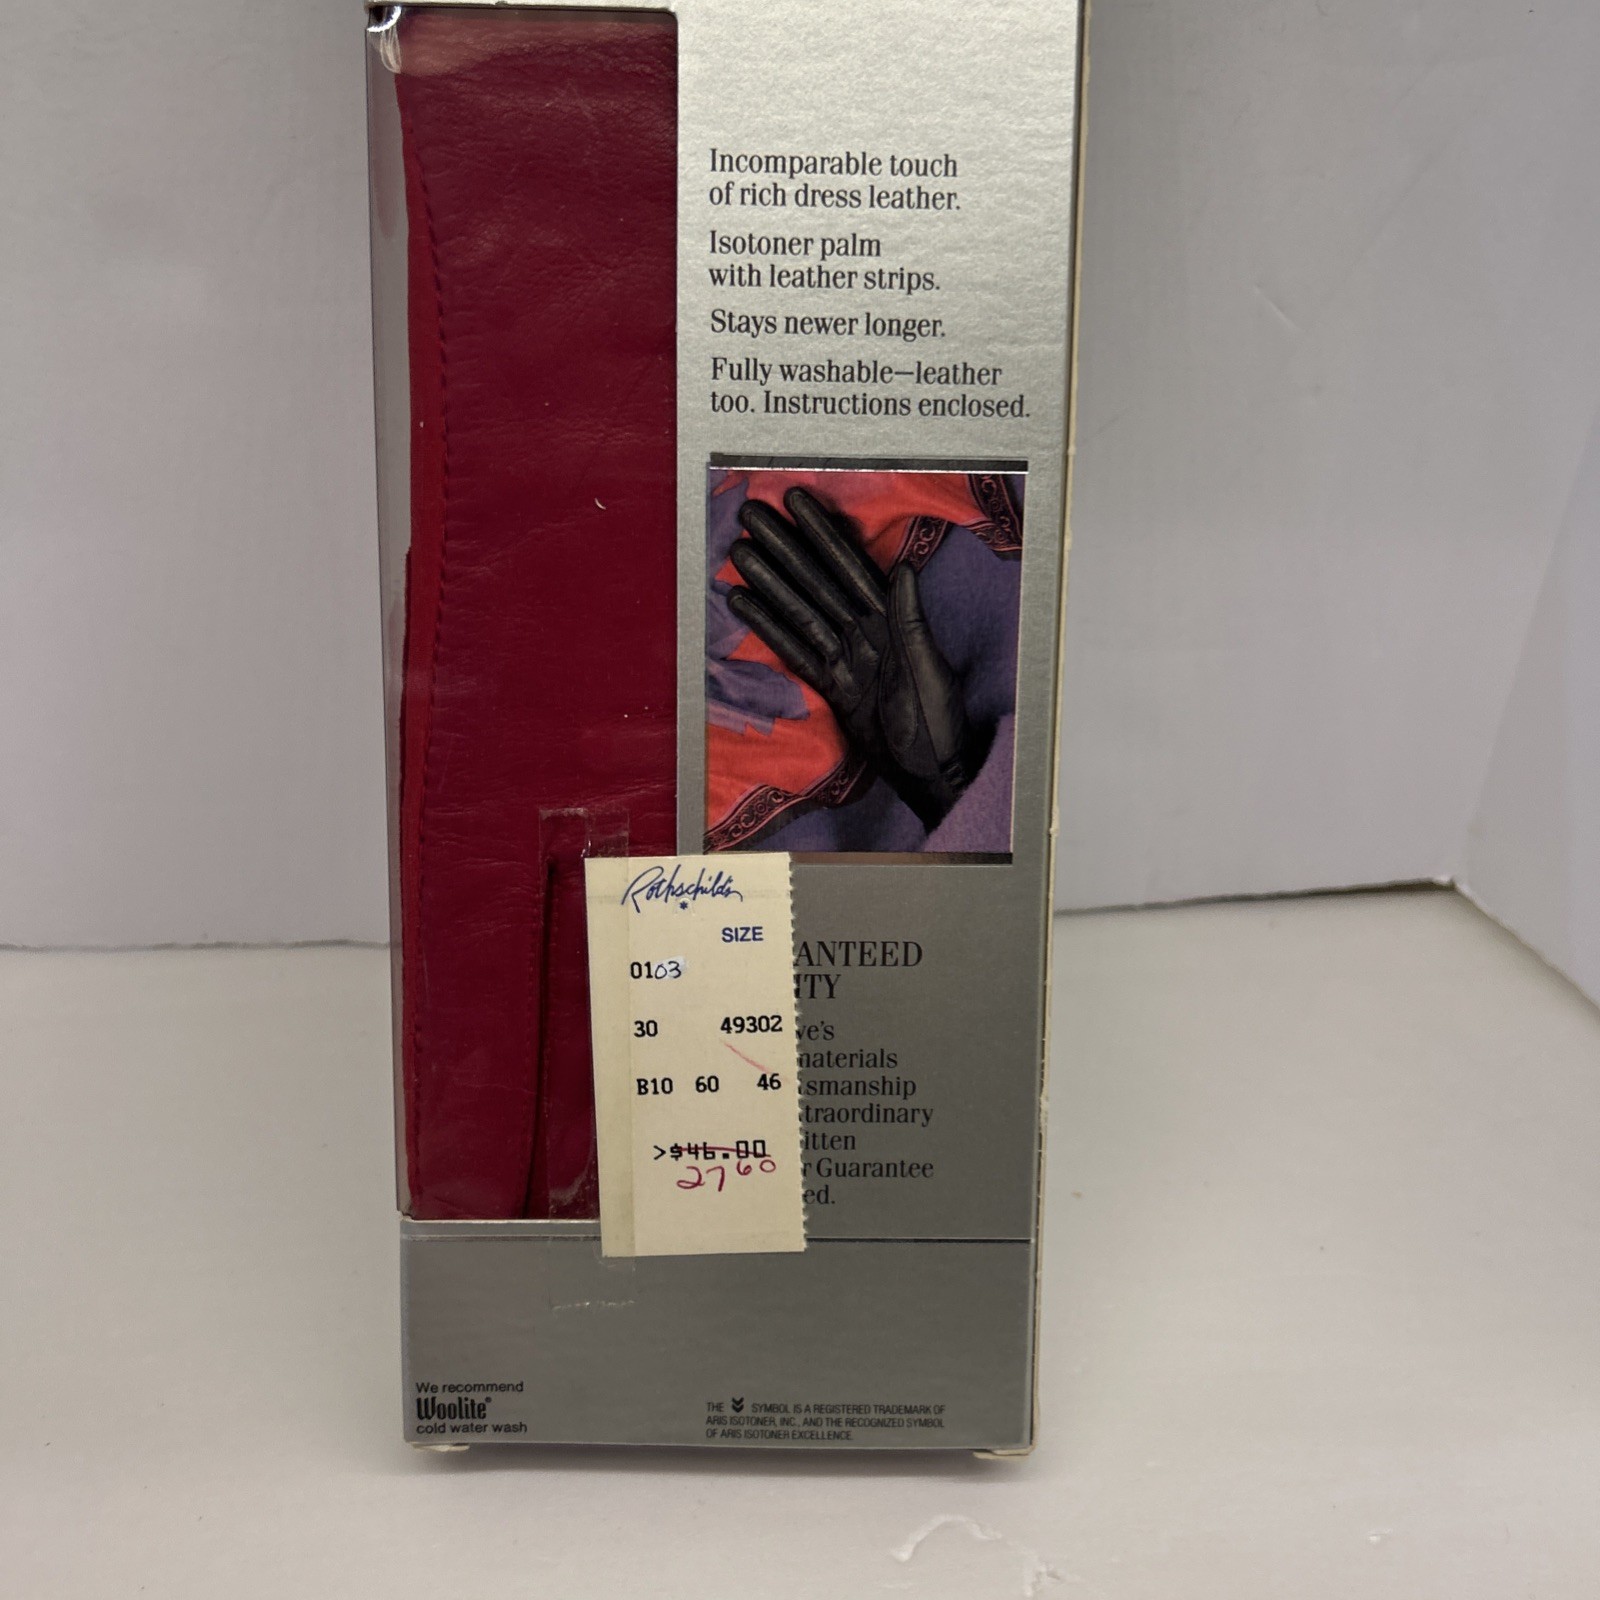 Incomparable touch
of rich dress leather.
Isotoner palm
with leather strips.
Stays newer longer.
Fully washable—leather
too. Instructions enclosed.
Rothschild's
SIZE
0103
30 49302
B10 60 46
>$46.00
27 60
ANTEED
ITY
ve's
materials
smanship
traordinary
itten
r Guarantee
ed.
We recommend
Woolite®
cold water wash
THE SYMBOL IS A REGISTERED TRADEMARK OF
ARIS ISOTONER, INC., AND THE RECOGNIZED SYMBOL
OF ARIS ISOTONER EXCELLENCE.